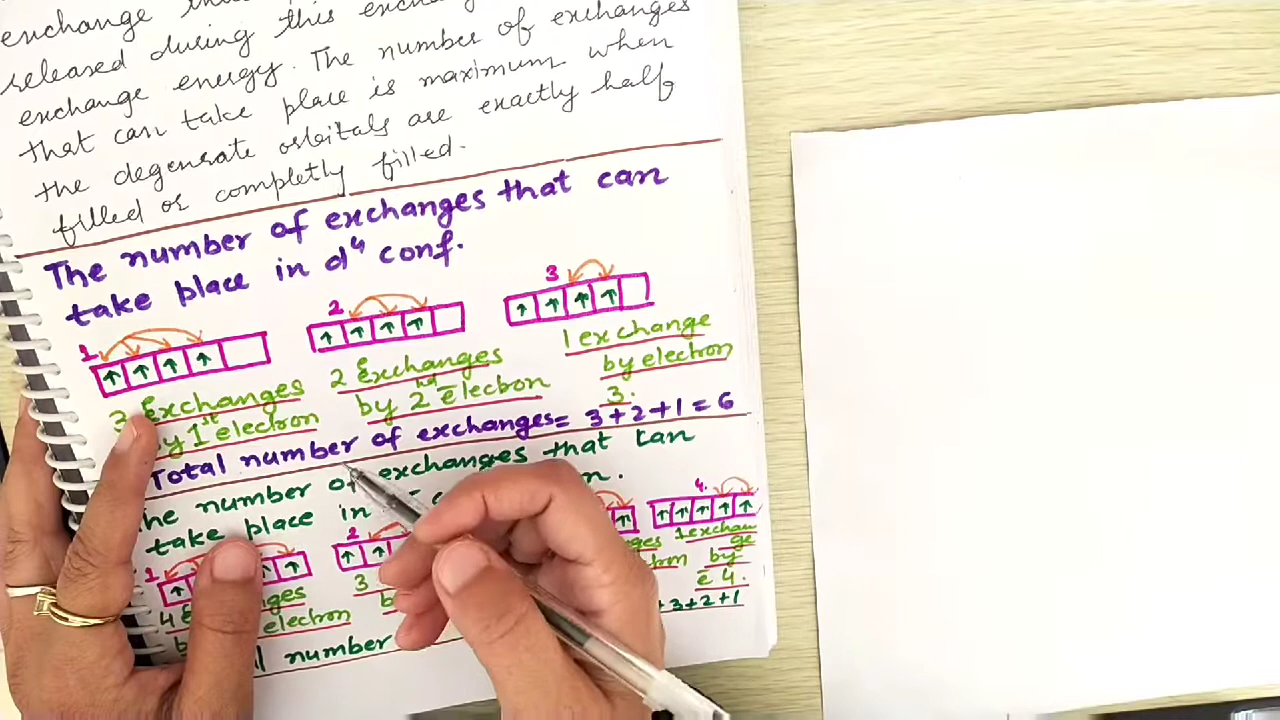 exchange
released during this
exchange energy. The number of exchanges
that can take place is maximum when
the degenrate orbitals are exactly half
filled or completly filled.
The number of exchanges that can
take place in d⁴ conf.
1
2
3
↑ ↑ ↑ ↑
↑ ↑ ↑ ↑
↑ ↑ ↑ ↑
3 Exchanges
by 1st electron
2 Exchanges
by 2nd electron
1 exchange
by electron
3.
Total number of exchanges = 3+2+1 = 6
The number of exchanges that can
take place in
1
2
4.
↑ ↑ ↑
↑ ↑
↑
↑ ↑ ↑ ↑ ↑
4
electron
3
1 exchan
ge
by
ē 4.
number
+3+2+1